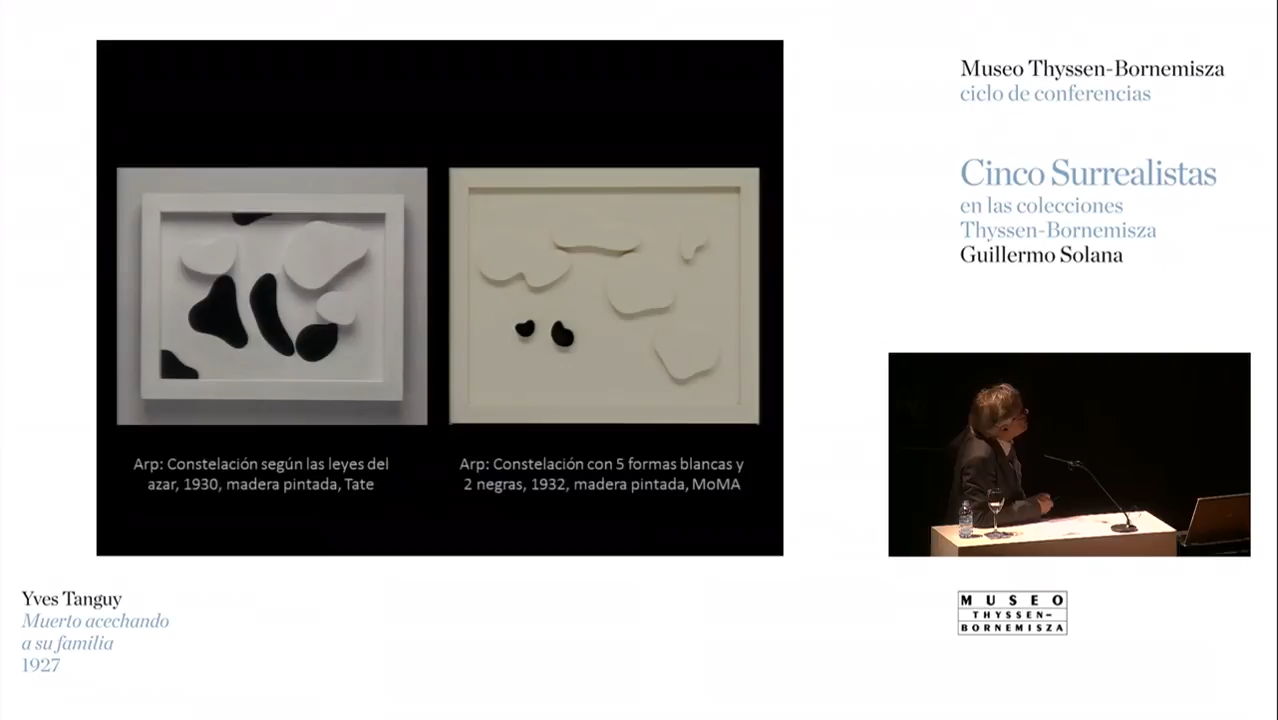 Museo Thyssen-Bornemisza
ciclo de conferencias
Cinco Surrealistas
en las colecciones
Thyssen-Bornemisza
Guillermo Solana
Arp: Constelación según las leyes del
azar, 1930, madera pintada, Tate
Arp: Constelación con 5 formas blancas y
2 negras, 1932, madera pintada, MoMA
Yves Tanguy
Muerto acechando
a su familia
1927
MUSEO
THYSSEN-
BORNEMISZA